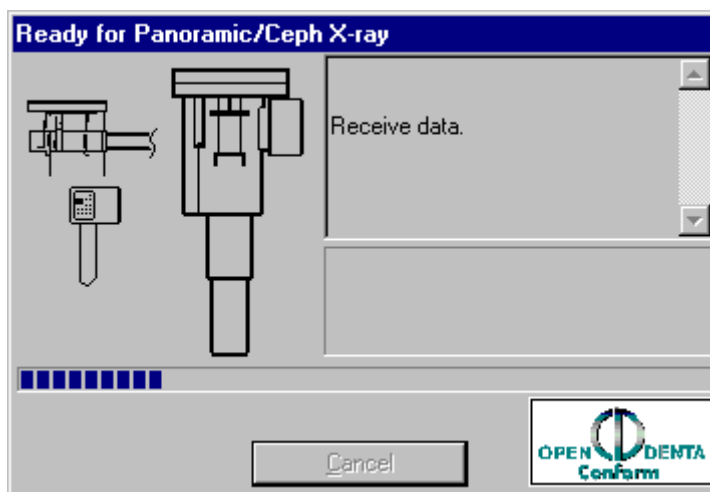 Ready for Panoramic/Ceph X-ray
Receive data.
Cancel
OPEN DENTA
Conform